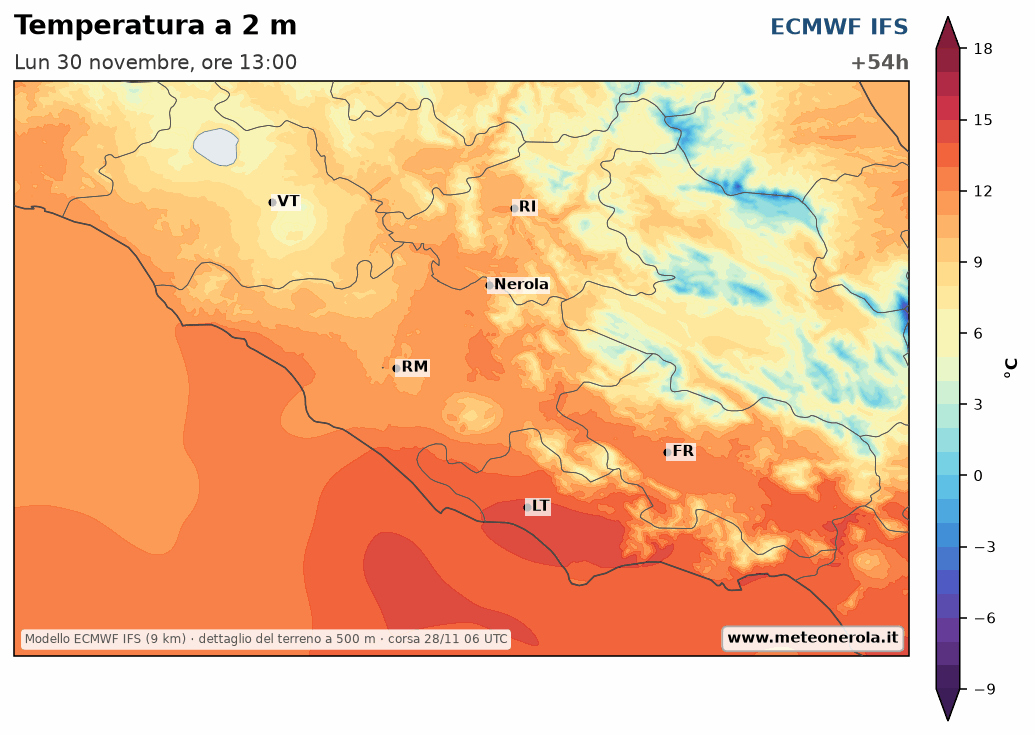 Temperatura a 2 m
ECMWF IFS
Lun 30 novembre, ore 13:00
+54h
VT
RI
Nerola
RM
FR
LT
Modello ECMWF IFS (9 km) · dettaglio del terreno a 500 m · corsa 28/11 06 UTC
www.meteonerola.it
18
15
12
9
6
3
0
−3
−6
−9
°C